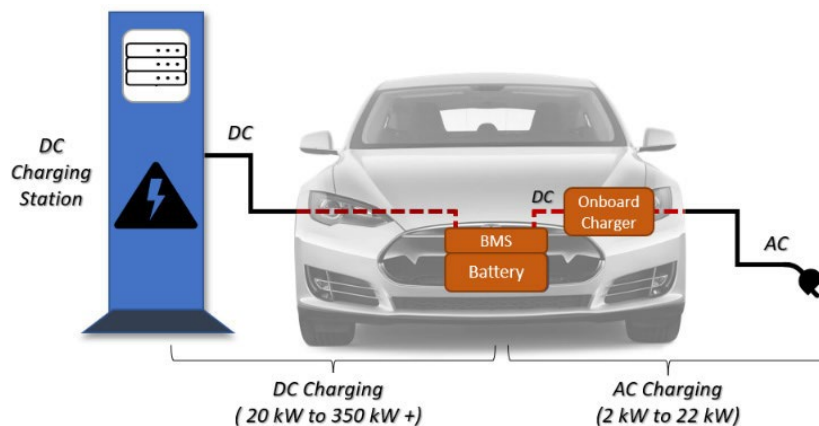 DC
Charging
Station
DC
DC
Onboard
Charger
BMS
Battery
AC
DC Charging
( 20 kW to 350 kW +)
AC Charging
(2 kW to 22 kW)